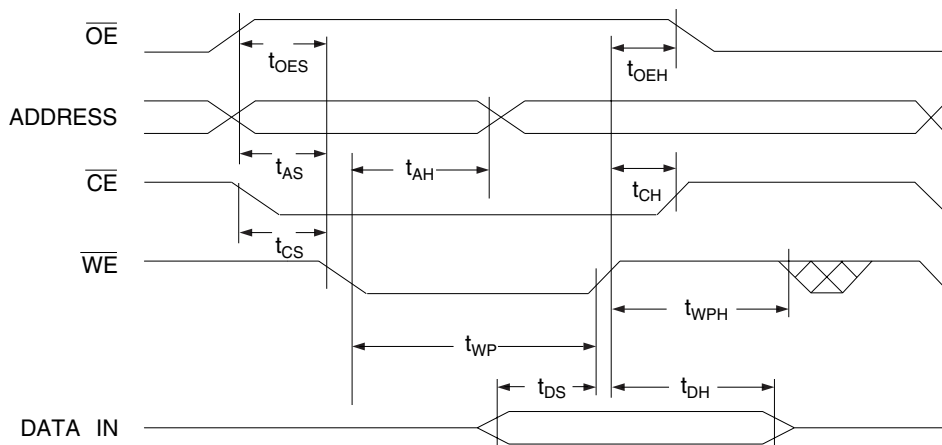 OE
tOES
tOEH
ADDRESS
tAS
tAH
CE
tCH
tCS
WE
tWPH
tWP
tDS
tDH
DATA IN